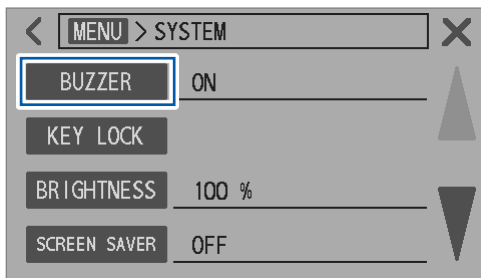 MENU > SYSTEM
BUZZER ON
KEY LOCK
BRIGHTNESS 100 %
SCREEN SAVER OFF